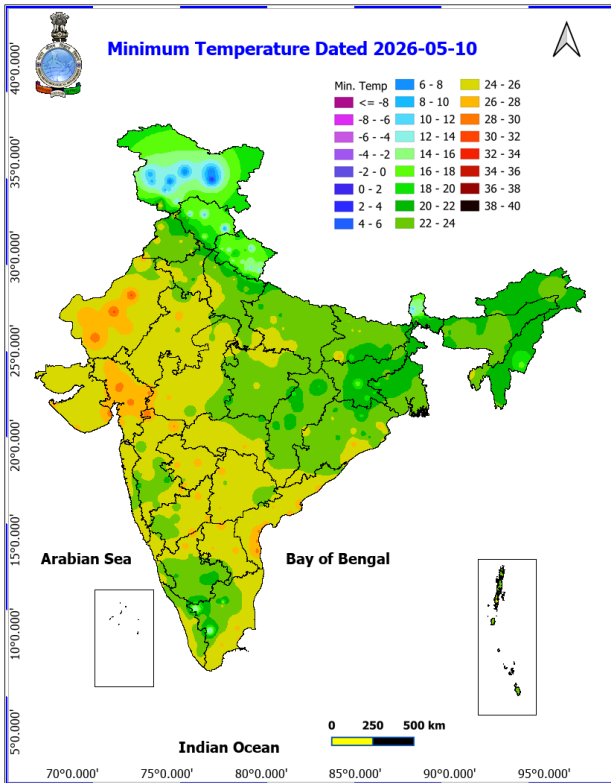 Minimum Temperature Dated 2026-05-10
Min. Temp
<= -8
-8 - -6
-6 - -4
-4 - -2
-2 - 0
0 - 2
2 - 4
4 - 6
6 - 8
8 - 10
10 - 12
12 - 14
14 - 16
16 - 18
18 - 20
20 - 22
22 - 24
24 - 26
26 - 28
28 - 30
30 - 32
32 - 34
34 - 36
36 - 38
38 - 40
40°0.000'
35°0.000'
30°0.000'
25°0.000'
20°0.000'
15°0.000'
10°0.000'
5°0.000'
Arabian Sea
Bay of Bengal
Indian Ocean
0 250 500 km
70°0.000' 75°0.000' 80°0.000' 85°0.000' 90°0.000' 95°0.000'